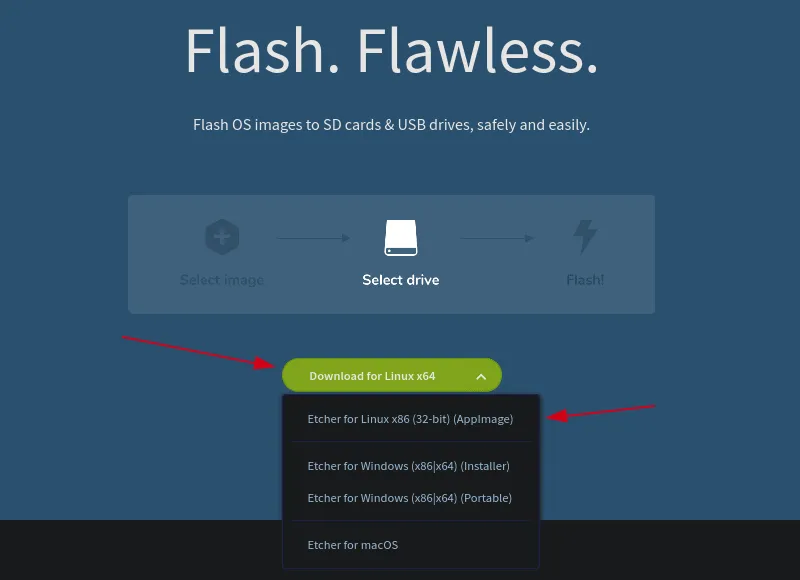 Flash. Flawless.
Flash OS images to SD cards & USB drives, safely and easily.
Select image
Select drive
Flash!
Download for Linux x64
Etcher for Linux x86 (32-bit) (AppImage)
Etcher for Windows (x86|x64) (Installer)
Etcher for Windows (x86|x64) (Portable)
Etcher for macOS